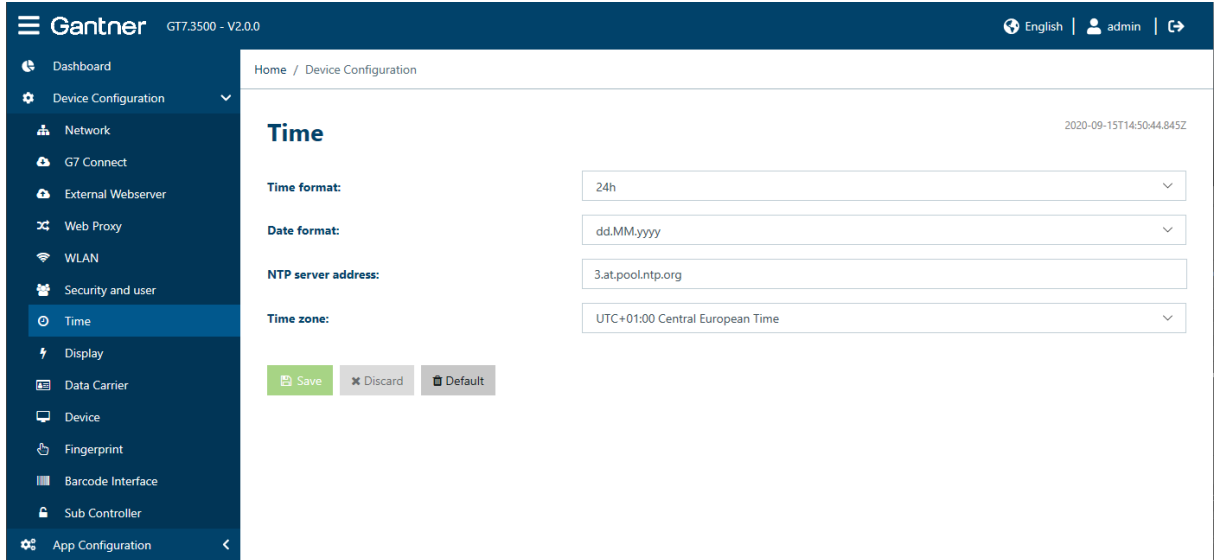 Gantner GT7.3500 - V2.0.0 English admin
Dashboard
Device Configuration
Network
G7 Connect
External Webserver
Web Proxy
WLAN
Security and user
Time
Display
Data Carrier
Device
Fingerprint
Barcode Interface
Sub Controller
App Configuration
Home / Device Configuration
Time 2020-09-15T14:50:44.845Z
Time format: 24h
Date format: dd.MM.yyyy
NTP server address: 3.at.pool.ntp.org
Time zone: UTC+01:00 Central European Time
Save Discard Default